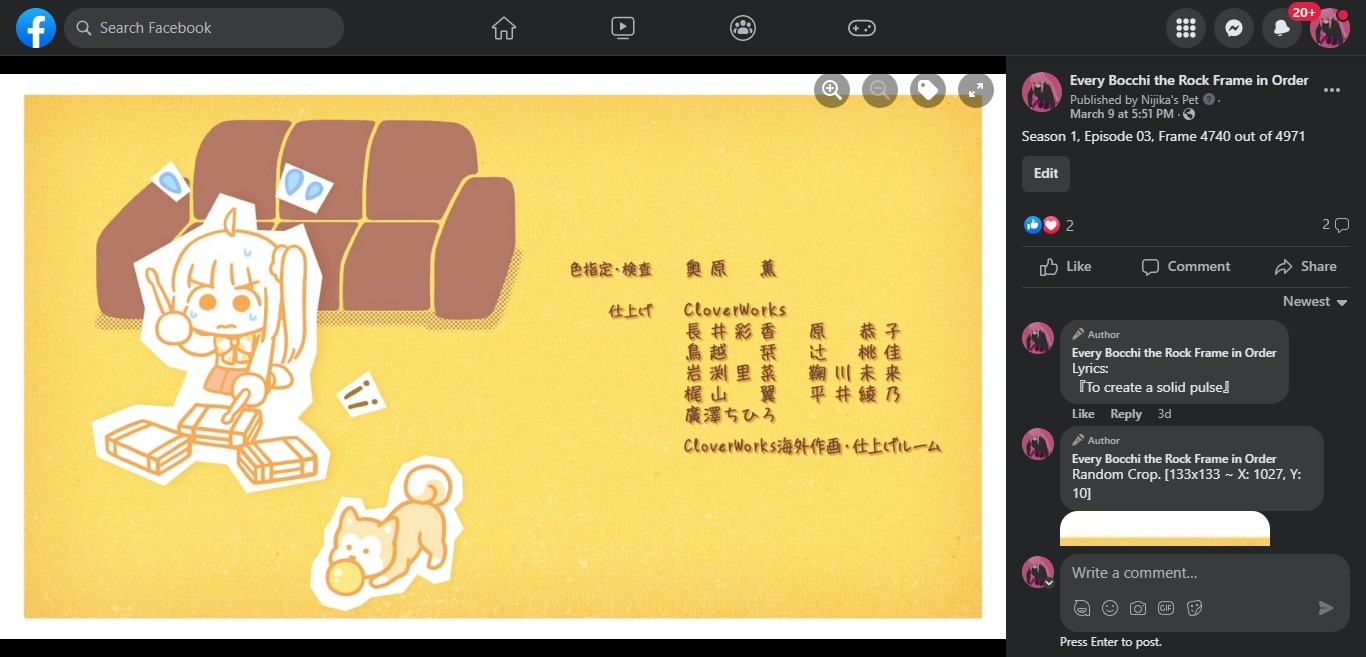 Search Facebook
20+
Every Bocchi the Rock Frame in Order
Published by Nijika's Pet ·
March 9 at 5:51 PM ·
Season 1, Episode 03, Frame 4740 out of 4971
Edit
2
2
Like Comment Share
Newest
Author
Every Bocchi the Rock Frame in Order
Lyrics:
『To create a solid pulse』
Like Reply 3d
Author
Every Bocchi the Rock Frame in Order
Random Crop. [133x133 ~ X: 1027, Y:
10]
Write a comment...
GIF
Press Enter to post.
色指定・検査 奥原 薫
仕上げ CloverWorks
長井彩香 原 恭子
鳥越 栞 辻 桃佳
岩渕里菜 鞠川未来
梶山 翼 平井綾乃
廣澤ちひろ
CloverWorks海外作画・仕上げルーム